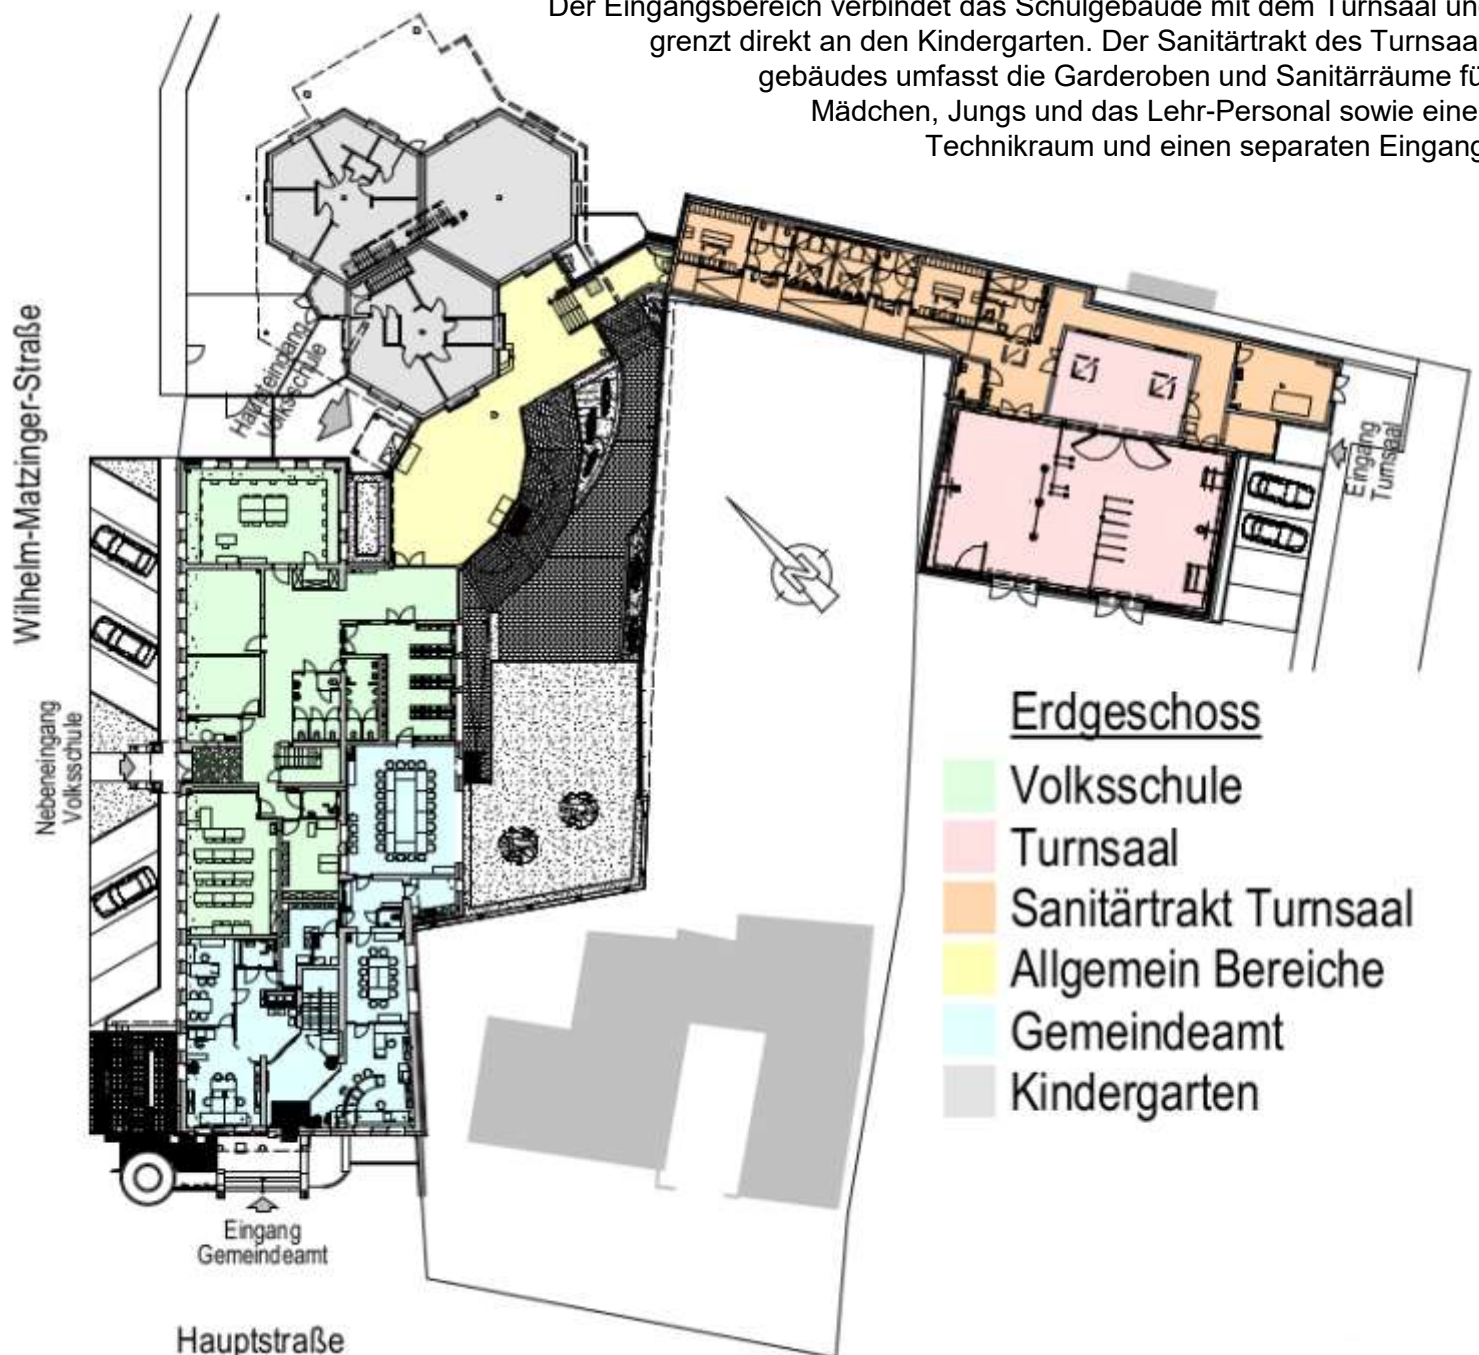 Der Eingangsbereich verbindet das Schulgebäude mit dem Turnsaal un
grenzt direkt an den Kindergarten. Der Sanitärtrakt des Turnsaa
gebäudes umfasst die Garderoben und Sanitärräume fü
Mädchen, Jungs und das Lehr-Personal sowie eine
Technikraum und einen separaten Eingang
Wilhelm-Matzinger-Straße
Haupteingang
Volksschule
Eingang
Turnsaal
Nebeneingang
Volksschule
Erdgeschoss
Volksschule
Turnsaal
Sanitärtrakt Turnsaal
Allgemein Bereiche
Gemeindeamt
Kindergarten
N
Eingang
Gemeindeamt
Hauptstraße